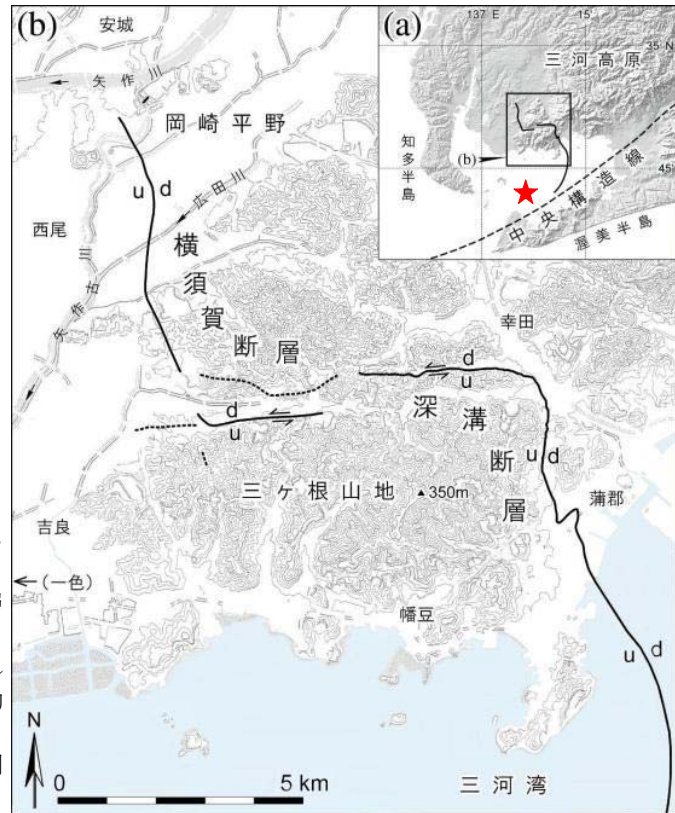 (b)
安城
矢作川
岡崎平野
u d
広田川
西尾
横須賀断層
矢作古川
(a)
137 E
15'
35 N
三河高原
知多半島
(b)
45'
中央構造線
渥美半島
幸田
d
u
深溝断層
d
u
u d
三ヶ根山地
▲350m
蒲郡
吉良
←(一色)
幡豆
u d
N
0
5 km
三河湾